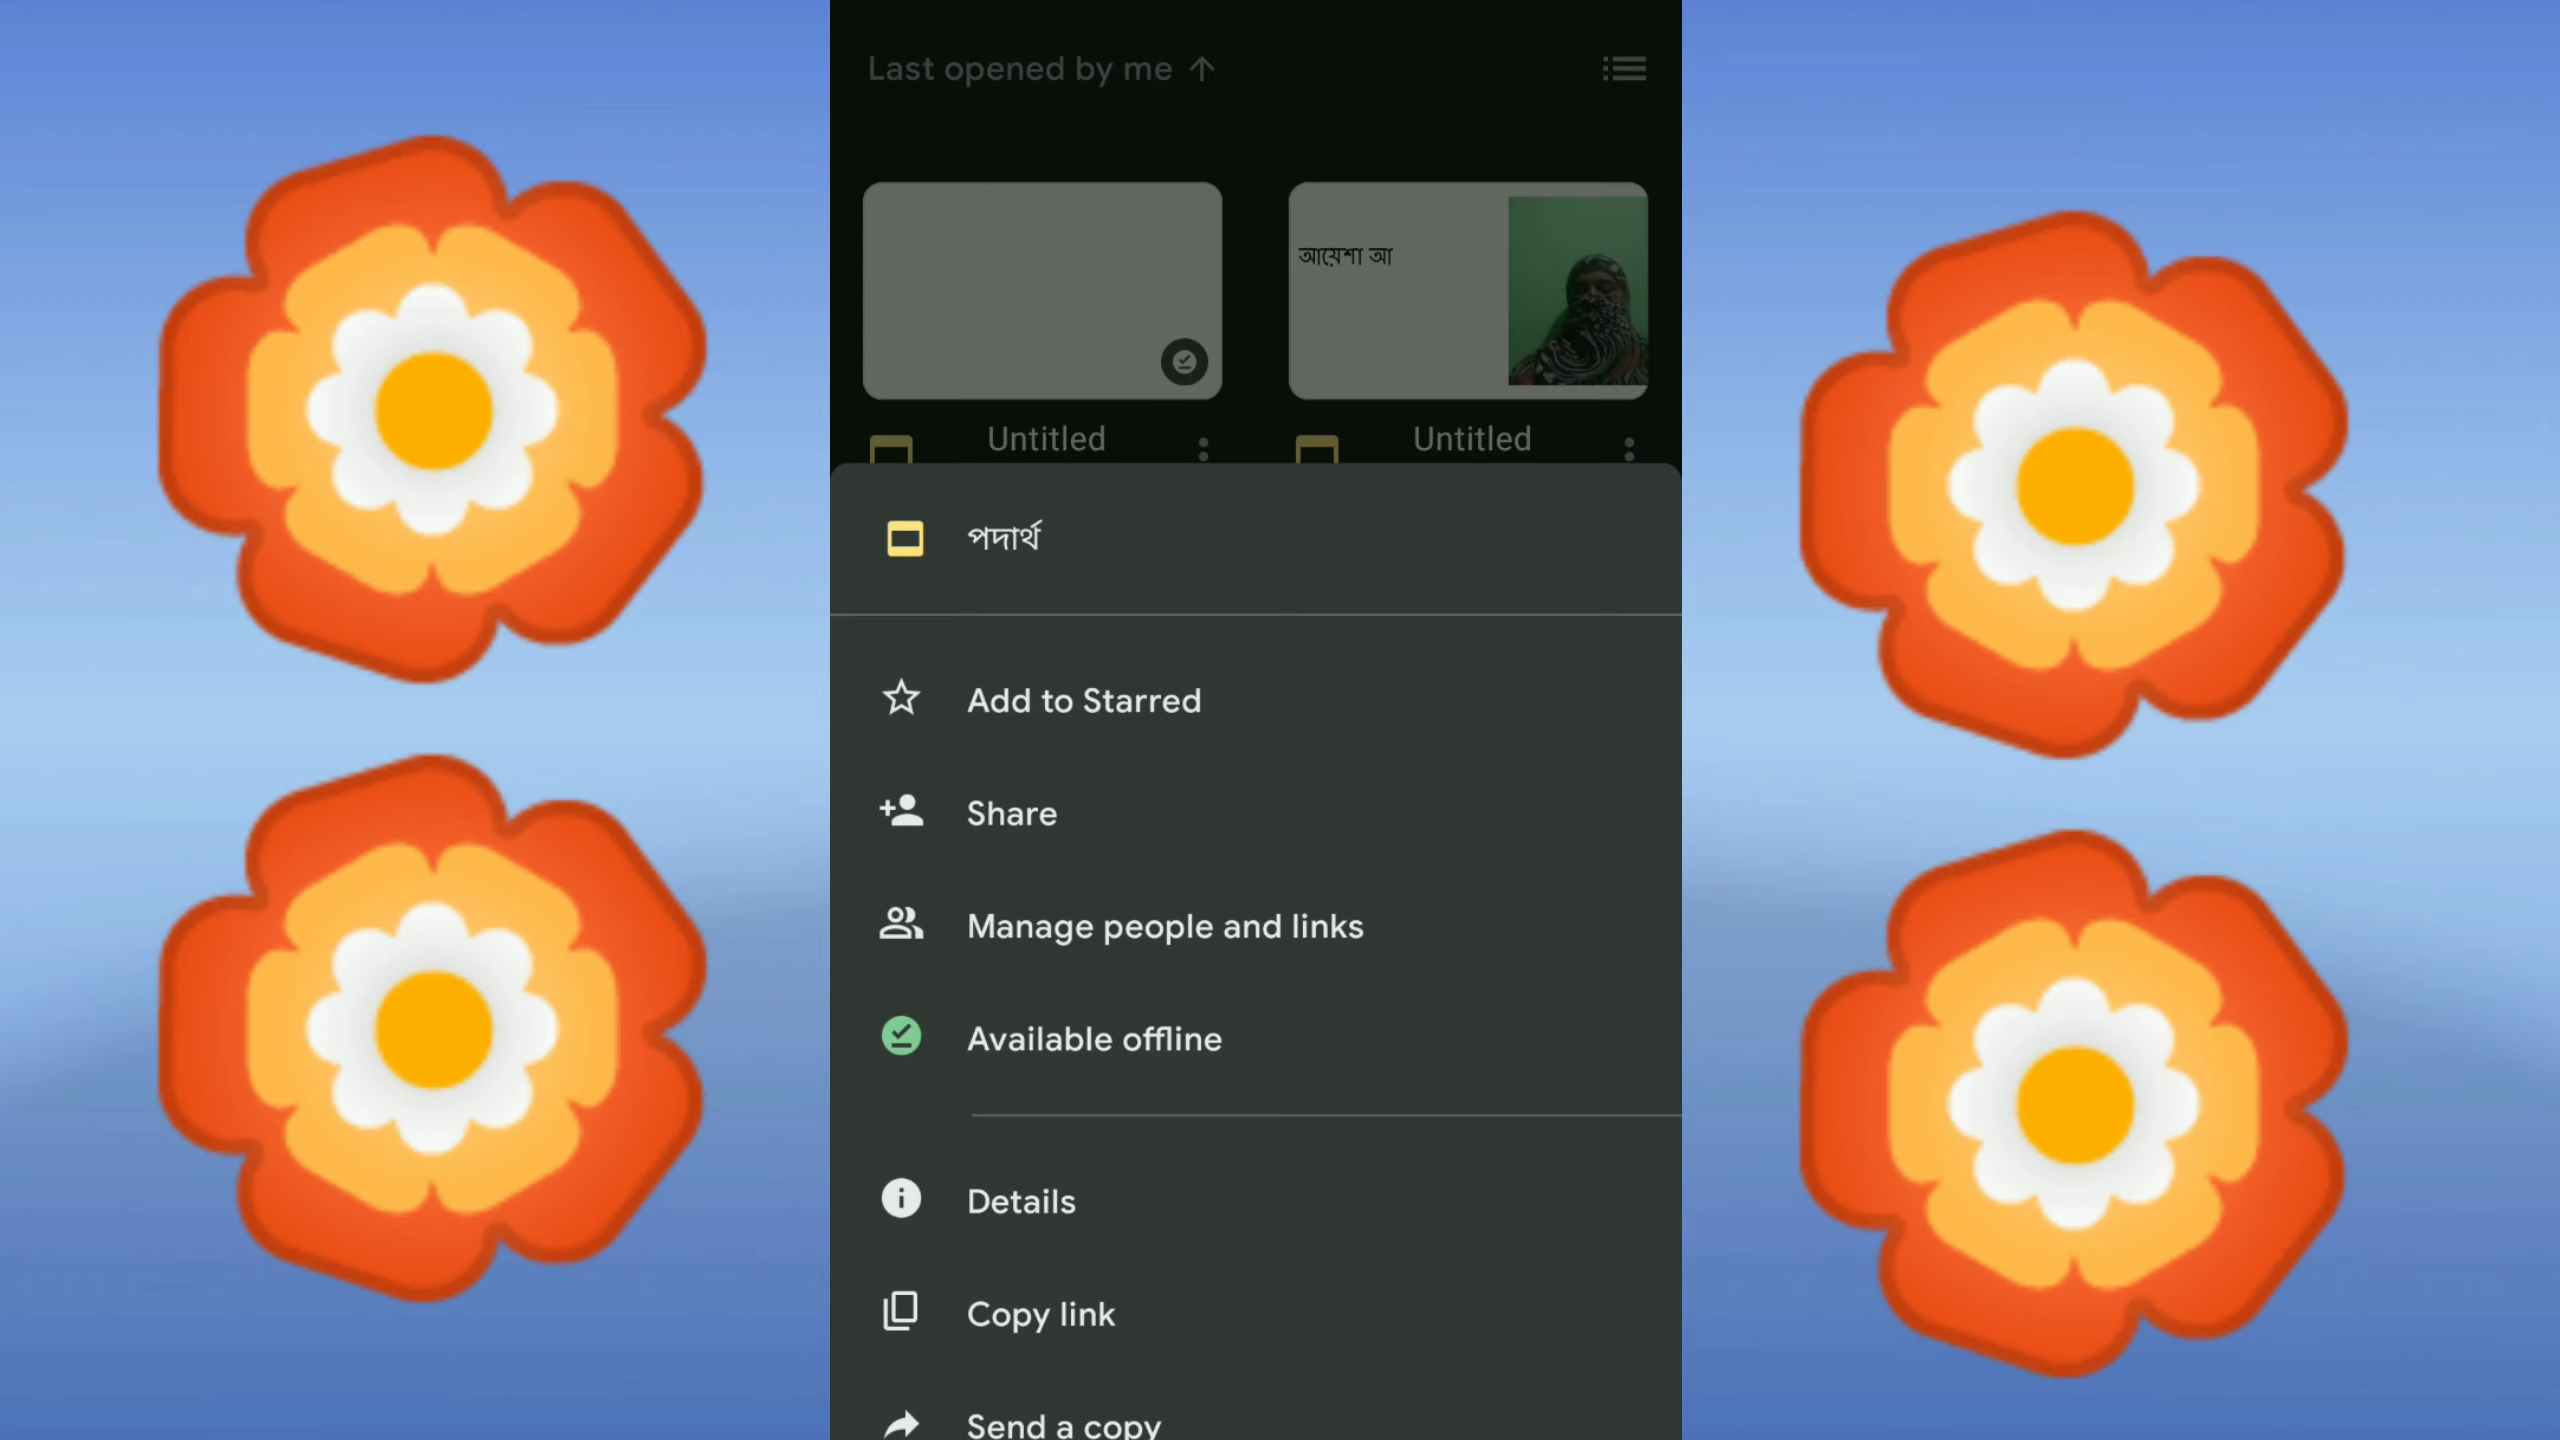 Last opened by me
আয়েশা আ
Untitled
Untitled
পদার্থ
Add to Starred
Share
Manage people and links
Available offline
Details
Copy link
Send a copy